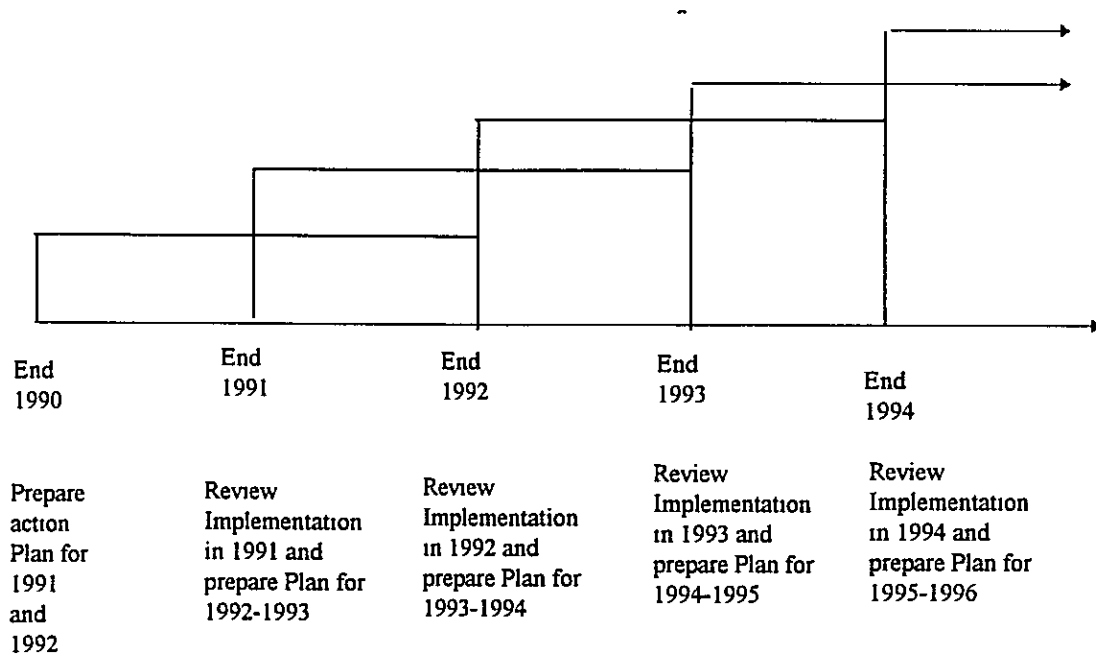 End
1990
End
1991
End
1992
End
1993
End
1994
Prepare
action
Plan for
1991
and
1992
Review
Implementation
in 1991 and
prepare Plan for
1992-1993
Review
Implementation
in 1992 and
prepare Plan for
1993-1994
Review
Implementation
in 1993 and
prepare Plan for
1994-1995
Review
Implementation
in 1994 and
prepare Plan for
1995-1996